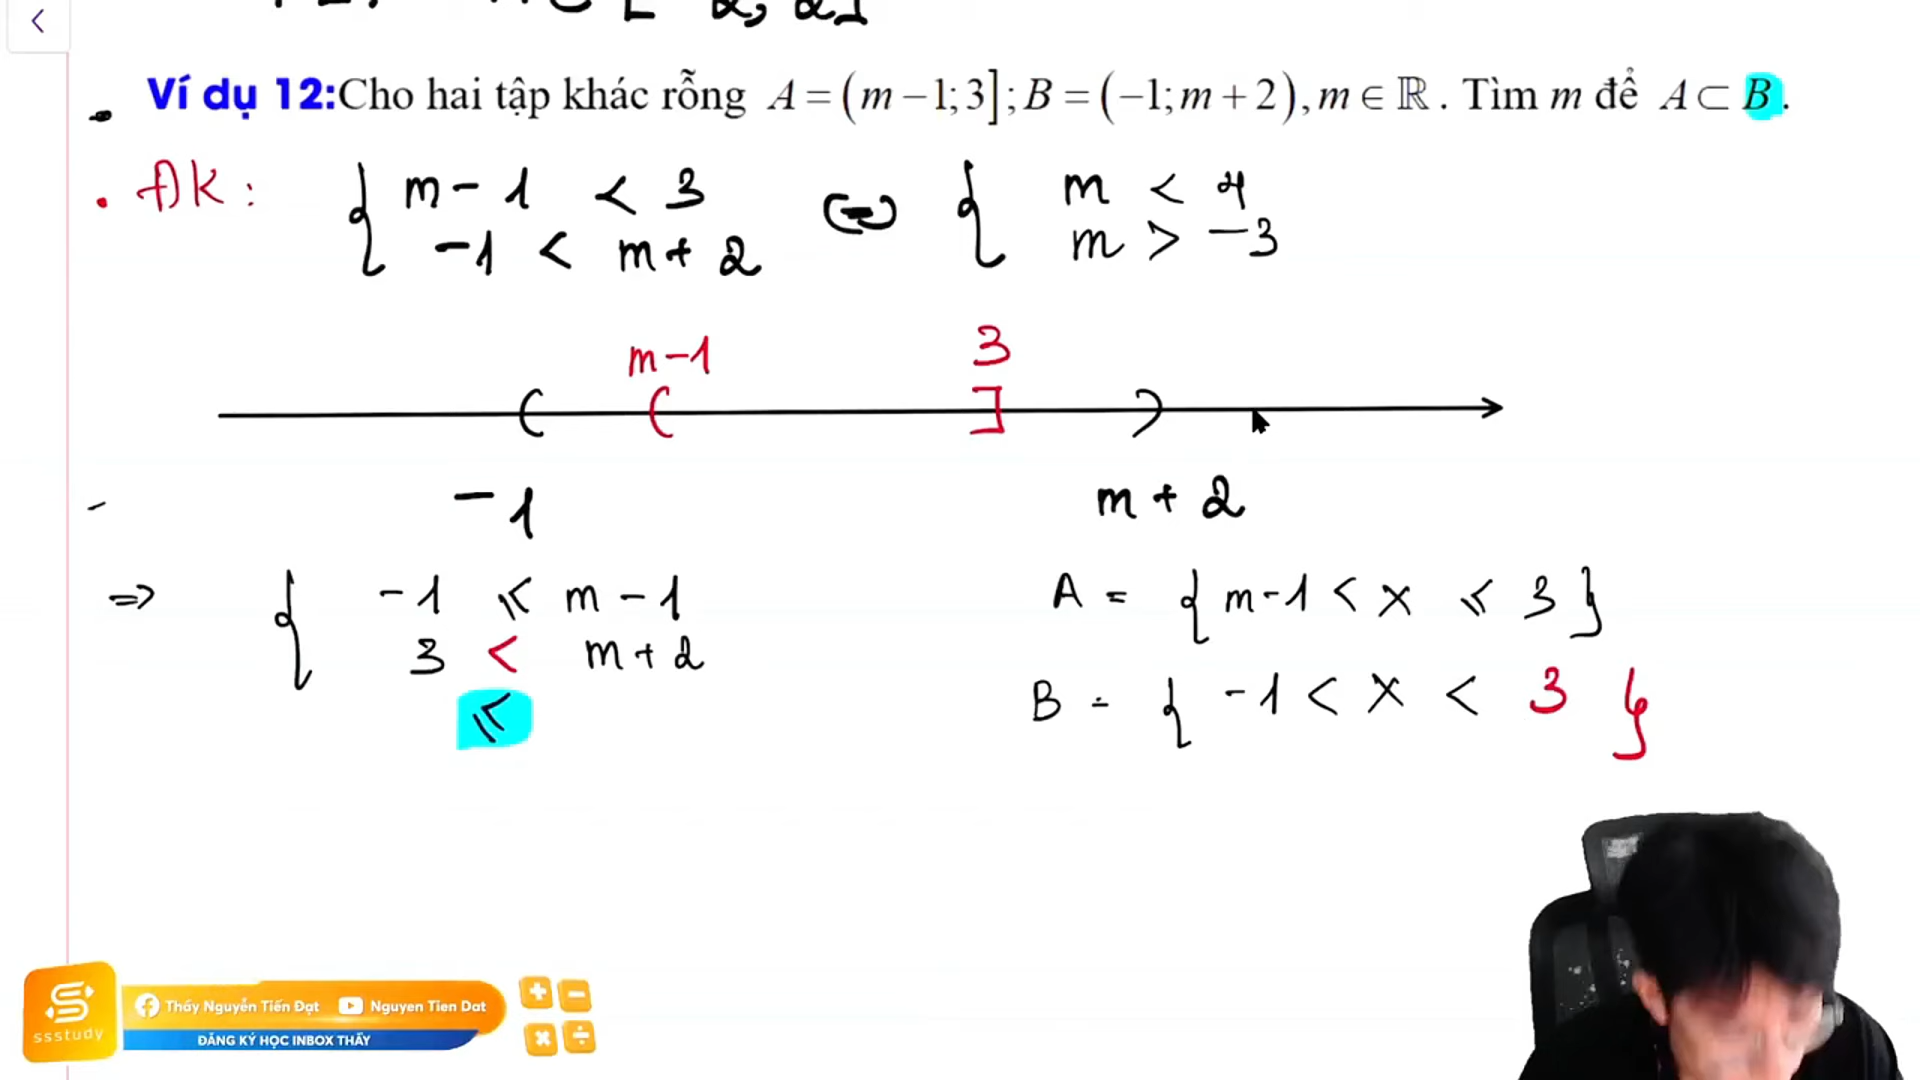 Ví dụ 12:Cho hai tập khác rỗng A = (m − 1; 3]; B = (−1; m + 2), m ∈ ℝ. Tìm m để A ⊂ B.
ĐK: { m - 1 < 3 ⇔ { m < 4
-1 < m + 2 m > -3
m-1 3
-1 m + 2
⇒ { -1 ⩽ m - 1 A = { m-1 < x ⩽ 3 }
3 < m + 2
⩽ B = { -1 < x < 3 }
ssstudy
Thầy Nguyễn Tiến Đạt Nguyen Tien Dat
ĐĂNG KÝ HỌC INBOX THẦY